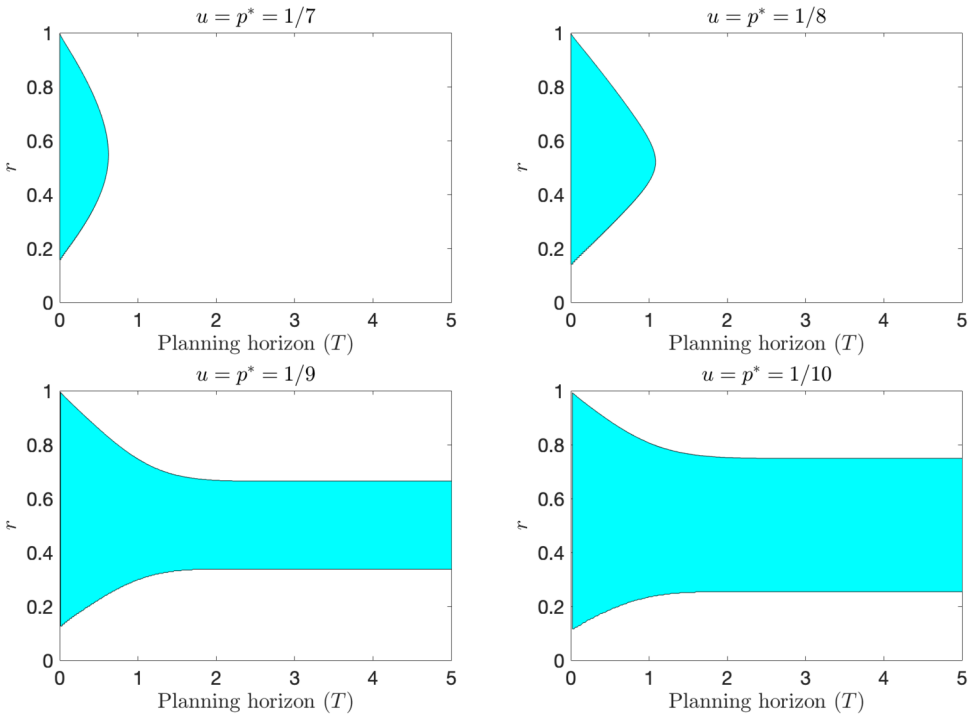 u = p* = 1/7
1
0.8
0.6
0.4
0.2
0
r
0 1 2 3 4 5
Planning horizon (T)
u = p* = 1/8
1
0.8
0.6
0.4
0.2
0
r
0 1 2 3 4 5
Planning horizon (T)
u = p* = 1/9
1
0.8
0.6
0.4
0.2
0
r
0 1 2 3 4 5
Planning horizon (T)
u = p* = 1/10
1
0.8
0.6
0.4
0.2
0
r
0 1 2 3 4 5
Planning horizon (T)